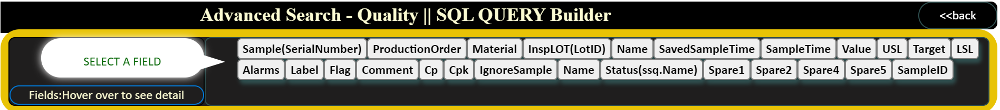 Advanced Search - Quality || SQL QUERY Builder
<<back
SELECT A FIELD
Sample(SerialNumber) ProductionOrder Material InspLOT(LotID) Name SavedSampleTime SampleTime Value USL Target LSL
Alarms Label Flag Comment Cp Cpk IgnoreSample Name Status(ssq.Name) Spare1 Spare2 Spare4 Spare5 SampleID
Fields:Hover over to see detail